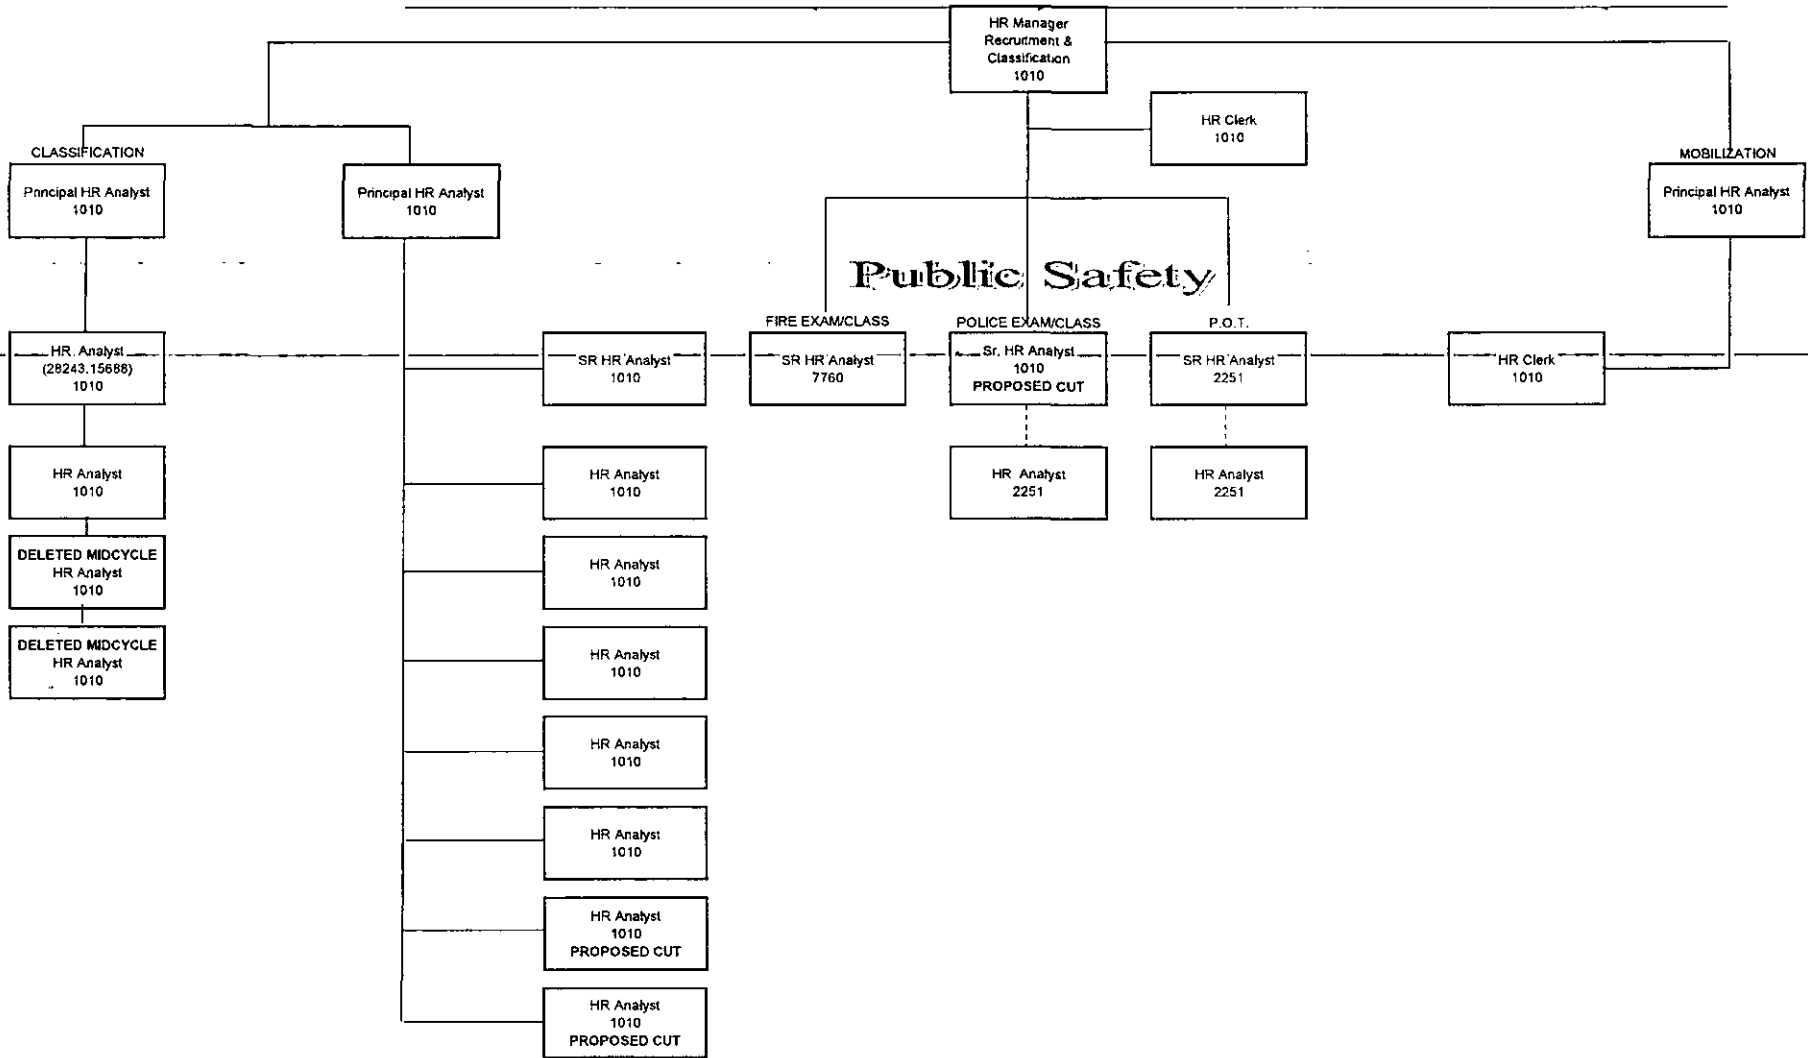 HR Manager
Recruitment &
Classification
1010
HR Clerk
1010
CLASSIFICATION
Principal HR Analyst
1010
Principal HR Analyst
1010
MOBILIZATION
Principal HR Analyst
1010
Public Safety
FIRE EXAM/CLASS
POLICE EXAM/CLASS
P.O.T.
HR Analyst
(28243.15688)
1010
SR HR Analyst
1010
SR HR Analyst
7760
Sr. HR Analyst
1010
PROPOSED CUT
SR HR Analyst
2251
HR Clerk
1010
HR Analyst
1010
HR Analyst
1010
HR Analyst
2251
HR Analyst
2251
DELETED MIDCYCLE
HR Analyst
1010
HR Analyst
1010
DELETED MIDCYCLE
HR Analyst
1010
HR Analyst
1010
HR Analyst
1010
HR Analyst
1010
HR Analyst
1010
PROPOSED CUT
HR Analyst
1010
PROPOSED CUT